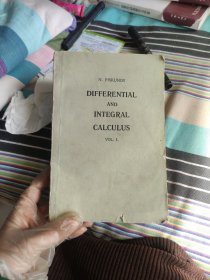 N. PISKUNOV
DIFFERENTIAL
AND
INTEGRAL
CALCULUS
VOL. I.